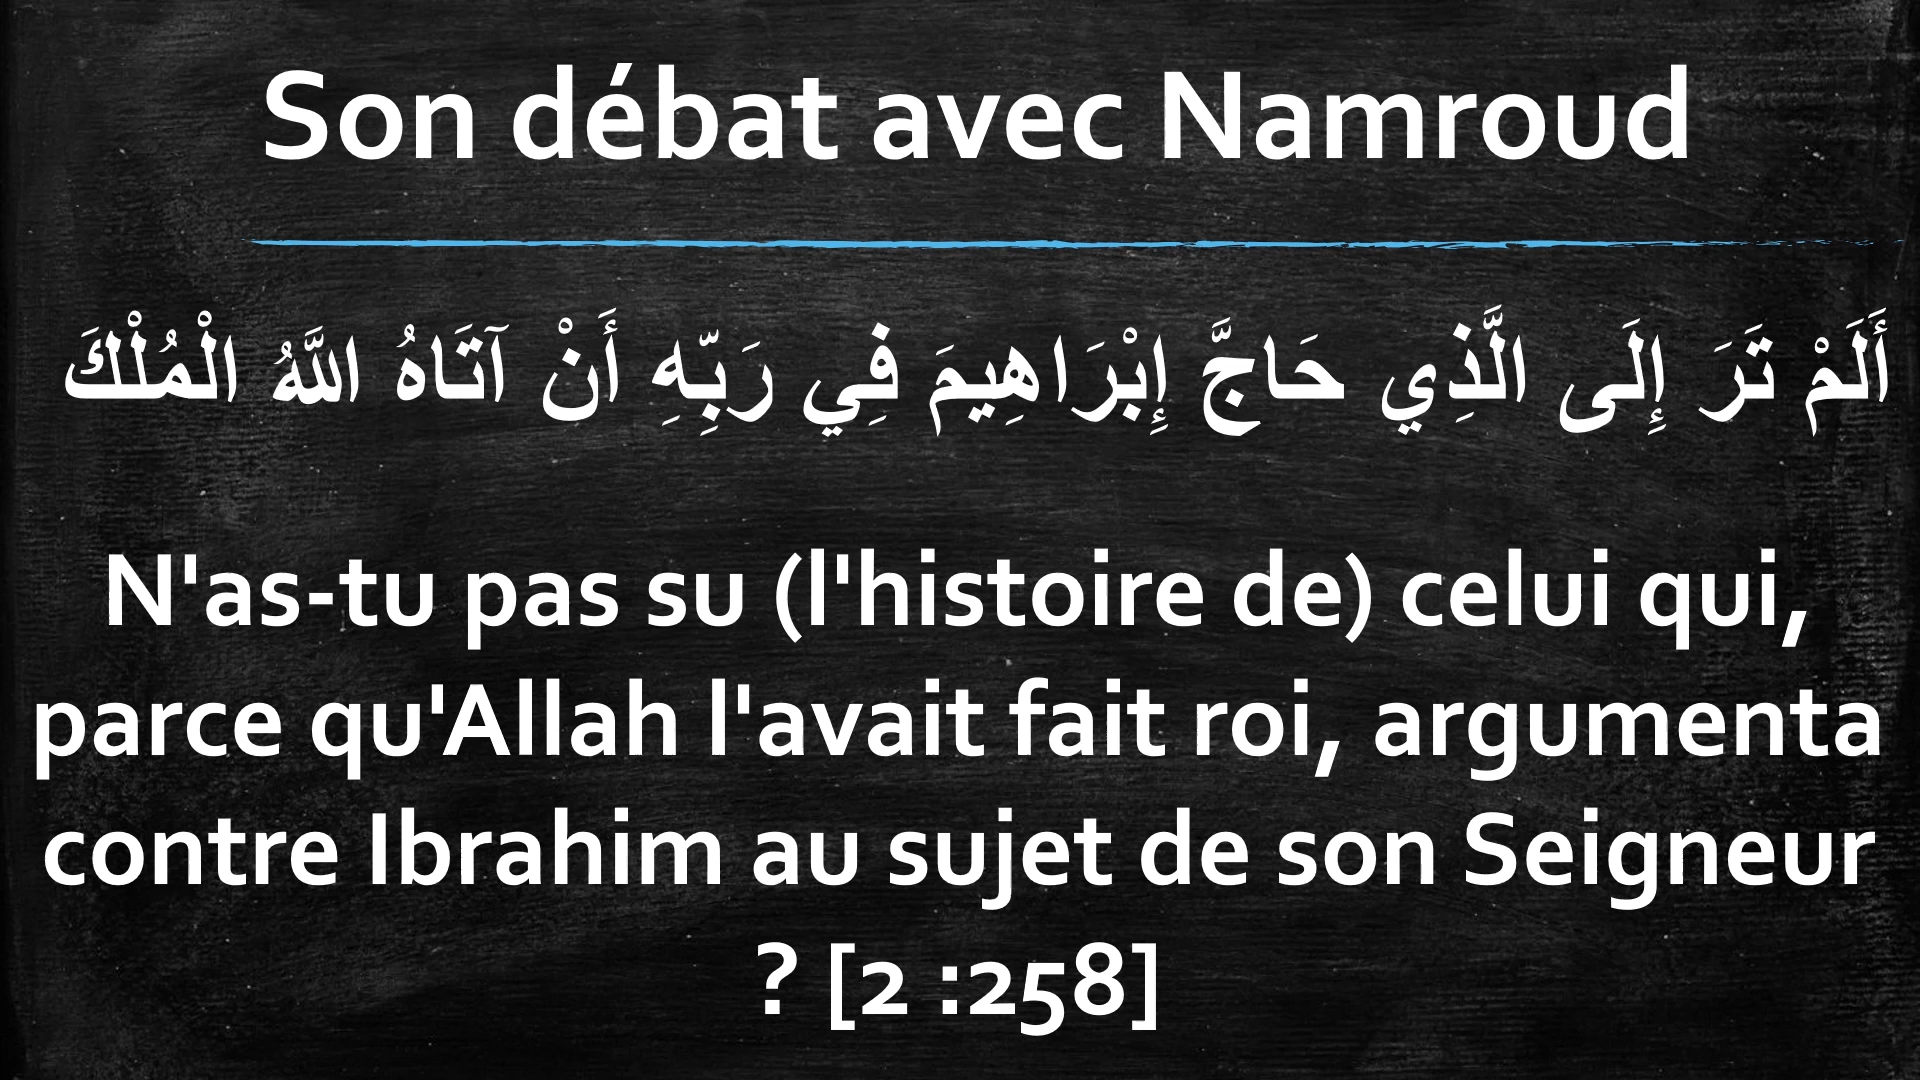 Son débat avec Namroud
أَلَمْ تَرَ إِلَى الَّذِي حَاجَّ إِبْرَاهِيمَ فِي رَبِّهِ أَنْ آتَاهُ اللَّهُ الْمُلْكَ
N'as-tu pas su (l'histoire de) celui qui,
parce qu'Allah l'avait fait roi, argumenta
contre Ibrahim au sujet de son Seigneur
? [2 :258]